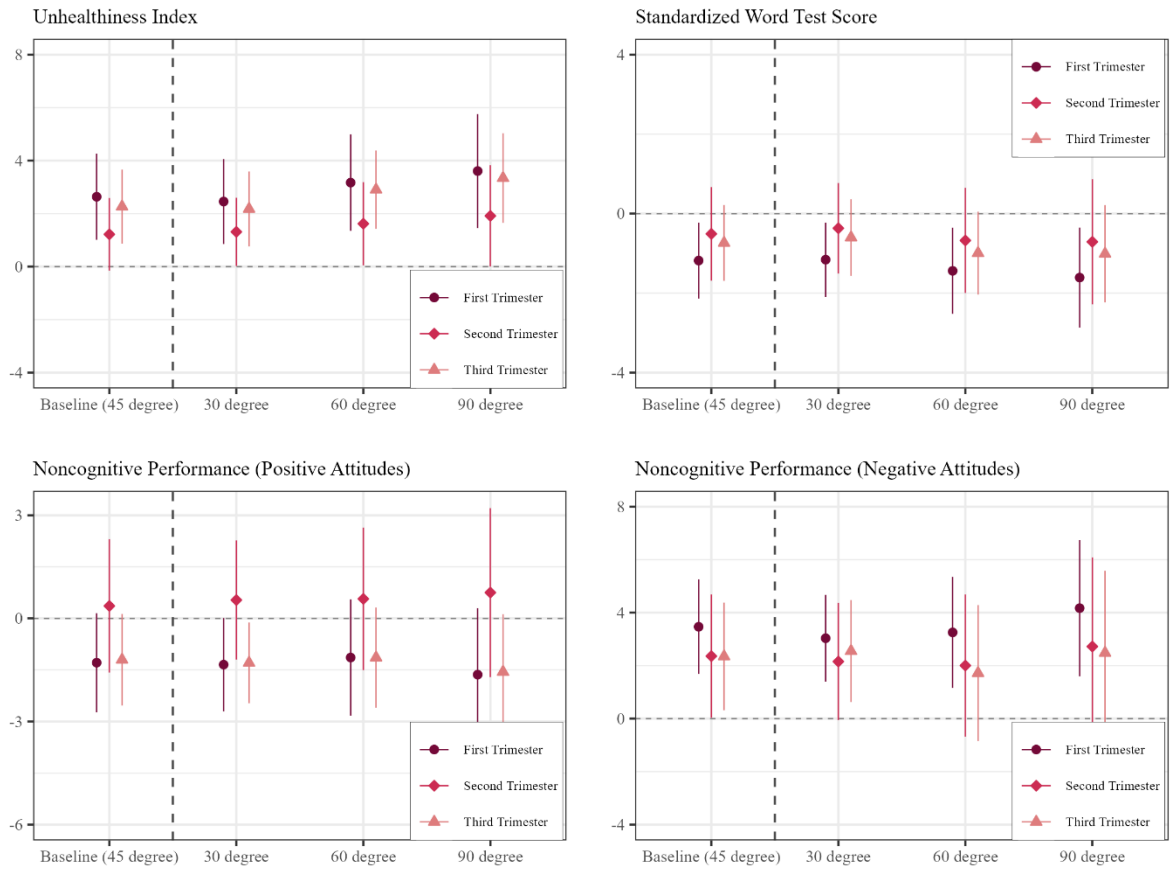 Unhealthiness Index
8
4
0
-4
First Trimester
Second Trimester
Third Trimester
Baseline (45 degree) 30 degree 60 degree 90 degree
Standardized Word Test Score
4
0
-4
First Trimester
Second Trimester
Third Trimester
Baseline (45 degree) 30 degree 60 degree 90 degree
Noncognitive Performance (Positive Attitudes)
3
0
-3
-6
First Trimester
Second Trimester
Third Trimester
Baseline (45 degree) 30 degree 60 degree 90 degree
Noncognitive Performance (Negative Attitudes)
8
4
0
-4
First Trimester
Second Trimester
Third Trimester
Baseline (45 degree) 30 degree 60 degree 90 degree